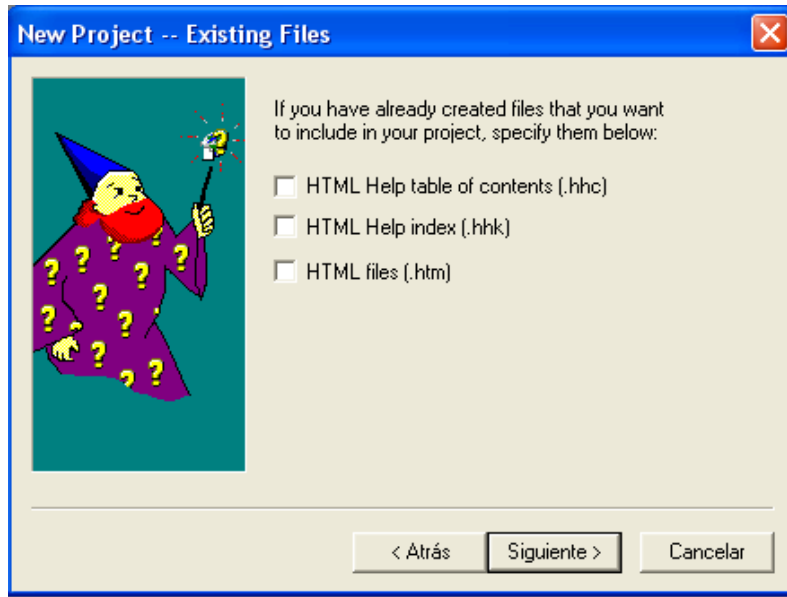 New Project -- Existing Files
If you have already created files that you want
to include in your project, specify them below:
HTML Help table of contents (.hhc)
HTML Help index (.hhk)
HTML files (.htm)
< Atrás
Siguiente >
Cancelar